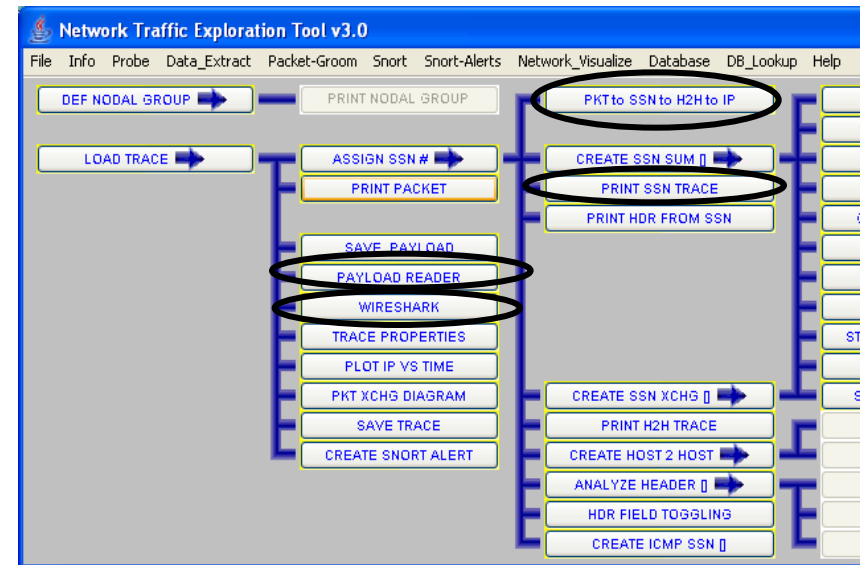 Network Traffic Exploration Tool v3.0
File Info Probe Data_Extract Packet-Groom Snort Snort-Alerts Network_Visualize Database DB_Lookup Help
DEF NODAL GROUP
PRINT NODAL GROUP
PKT to SSN to H2H to IP
LOAD TRACE
ASSIGN SSN #
CREATE SSN SUM []
PRINT PACKET
PRINT SSN TRACE
PRINT HDR FROM SSN
SAVE PAYLOAD
PAYLOAD READER
WIRESHARK
TRACE PROPERTIES
ST
PLOT IP VS TIME
PKT XCHG DIAGRAM
CREATE SSN XCHG []
S
SAVE TRACE
PRINT H2H TRACE
CREATE SNORT ALERT
CREATE HOST 2 HOST
ANALYZE HEADER []
HDR FIELD TOGGLING
CREATE ICMP SSN []